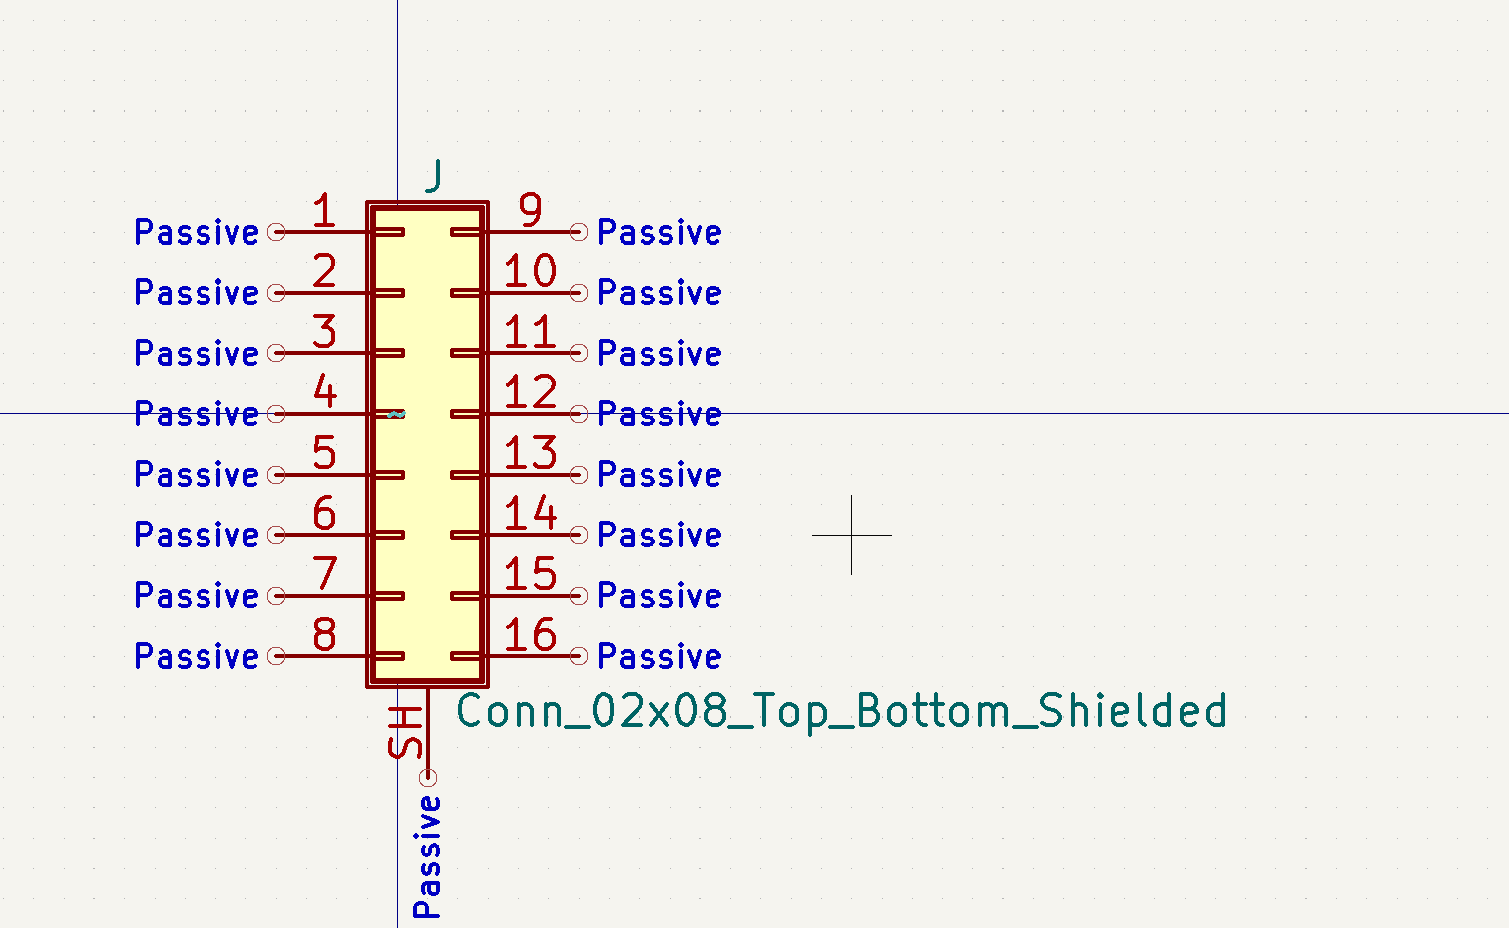 J
Passive 1 9 Passive
Passive 2 10 Passive
Passive 3 11 Passive
Passive 4 ~ 12 Passive
Passive 5 13 Passive
Passive 6 14 Passive
Passive 7 15 Passive
Passive 8 16 Passive
Conn_02x08_Top_Bottom_Shielded
SH
Passive